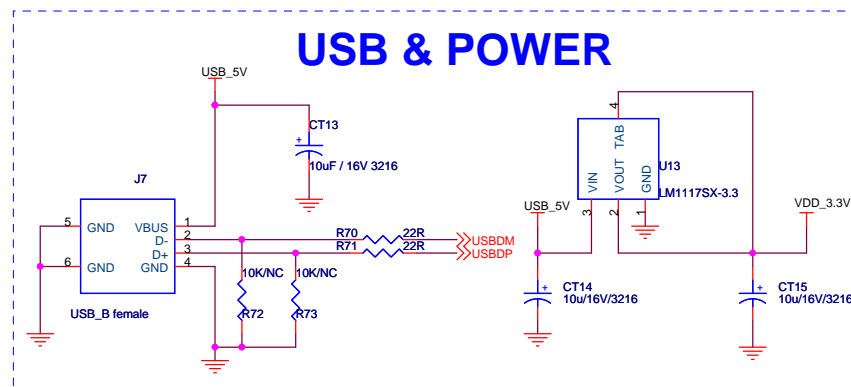 USB & POWER
USB_5V
CT13
10uF / 16V 3216
J7
5 GND VBUS 1
D- 2
D+ 3
6 GND GND 4
USB_B female
R70 22R USBDM
R71 22R USBDP
10K/NC 10K/NC
R72 R73
4
TAB
VIN VOUT GND
3 2 1
U13
LM1117SX-3.3
USB_5V
VDD_3.3V
CT14
10u/16V/3216
CT15
10u/16V/3216